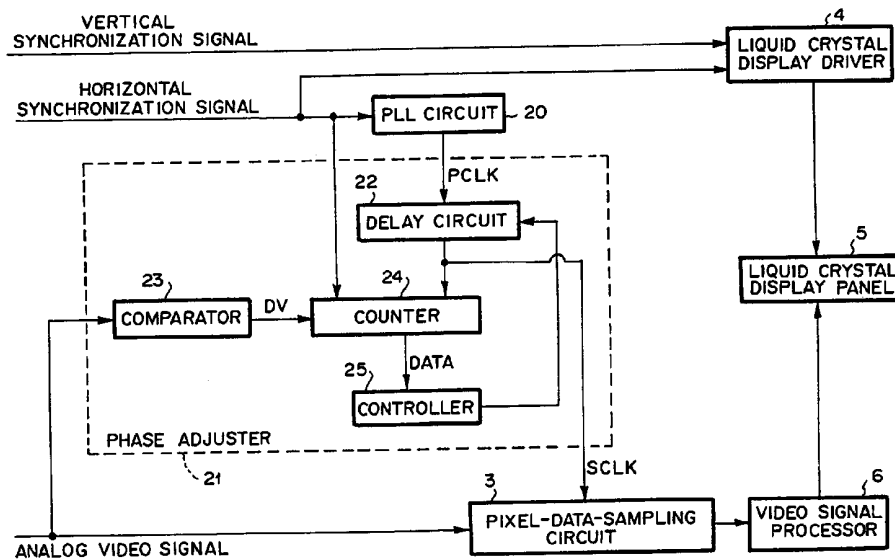 VERTICAL
SYNCHRONIZATION SIGNAL
4
LIQUID CRYSTAL
DISPLAY DRIVER
HORIZONTAL
SYNCHRONIZATION SIGNAL
PLL CIRCUIT
20
PCLK
22
DELAY CIRCUIT
5
LIQUID CRYSTAL
DISPLAY PANEL
23
COMPARATOR
DV
24
COUNTER
DATA
25
CONTROLLER
PHASE ADJUSTER
21
SCLK
3
PIXEL-DATA-SAMPLING
CIRCUIT
6
VIDEO SIGNAL
PROCESSOR
ANALOG VIDEO SIGNAL